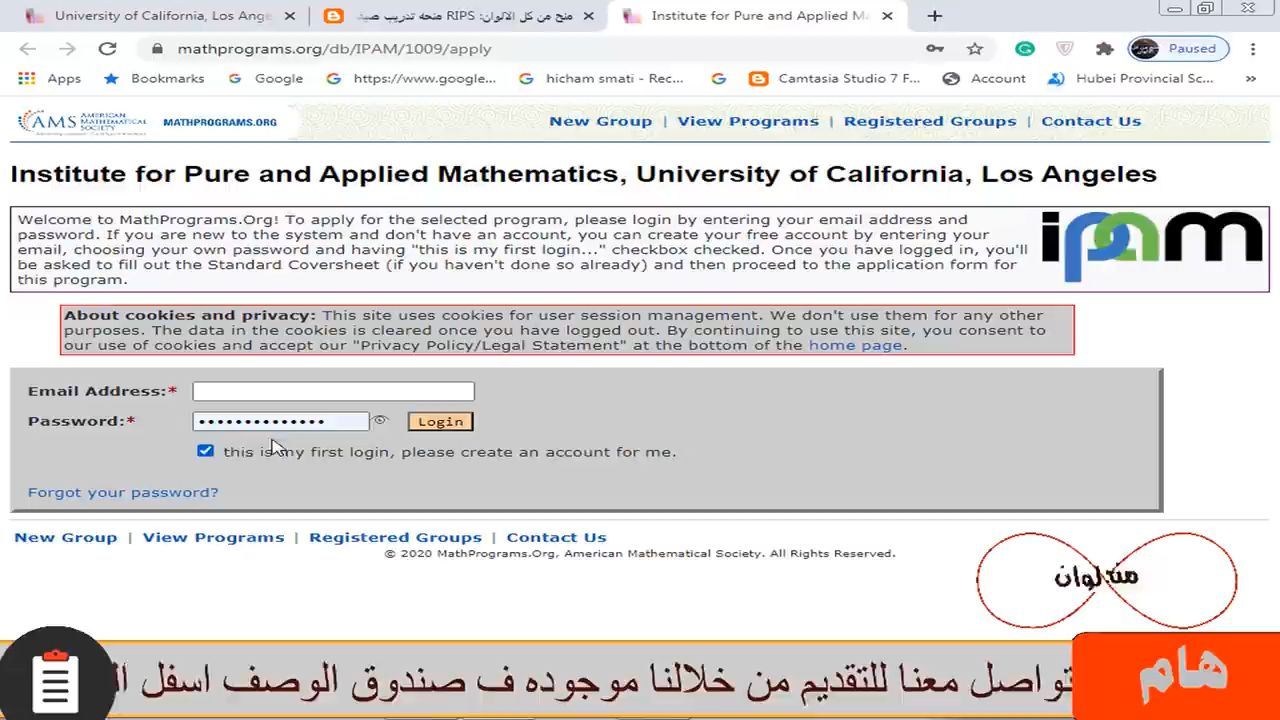 University of California, Los Ange
منح من كل الالوان: RIPS منحه تدريب صيف
Institute for Pure and Applied M
mathprograms.org/db/IPAM/1009/apply
Paused
Apps
Bookmarks
Google
https://www.google...
hicham smati - Rec...
Camtasia Studio 7 F...
Account
Hubei Provincial Sc...
AMS AMERICAN MATHEMATICAL SOCIETY
MATHPROGRAMS.ORG
New Group | View Programs | Registered Groups | Contact Us
Institute for Pure and Applied Mathematics, University of California, Los Angeles
Welcome to MathPrograms.Org! To apply for the selected program, please login by entering your email address and
password. If you are new to the system and don't have an account, you can create your free account by entering your
email, choosing your own password and having "this is my first login..." checkbox checked. Once you have logged in, you'll
be asked to fill out the Standard Coversheet (if you haven't done so already) and then proceed to the application form for
this program.
ipam
About cookies and privacy: This site uses cookies for user session management. We don't use them for any other
purposes. The data in the cookies is cleared once you have logged out. By continuing to use this site, you consent to
our use of cookies and accept our "Privacy Policy/Legal Statement" at the bottom of the home page.
Email Address:*
Password:* •••••••••••••• Login
this is my first login, please create an account for me.
Forgot your password?
New Group | View Programs | Registered Groups | Contact Us
© 2020 MathPrograms.Org, American Mathematical Society. All Rights Reserved.
تواصل معنا للتقديم من خلالنا موجوده ف صندوق الوصف اسفل
هام